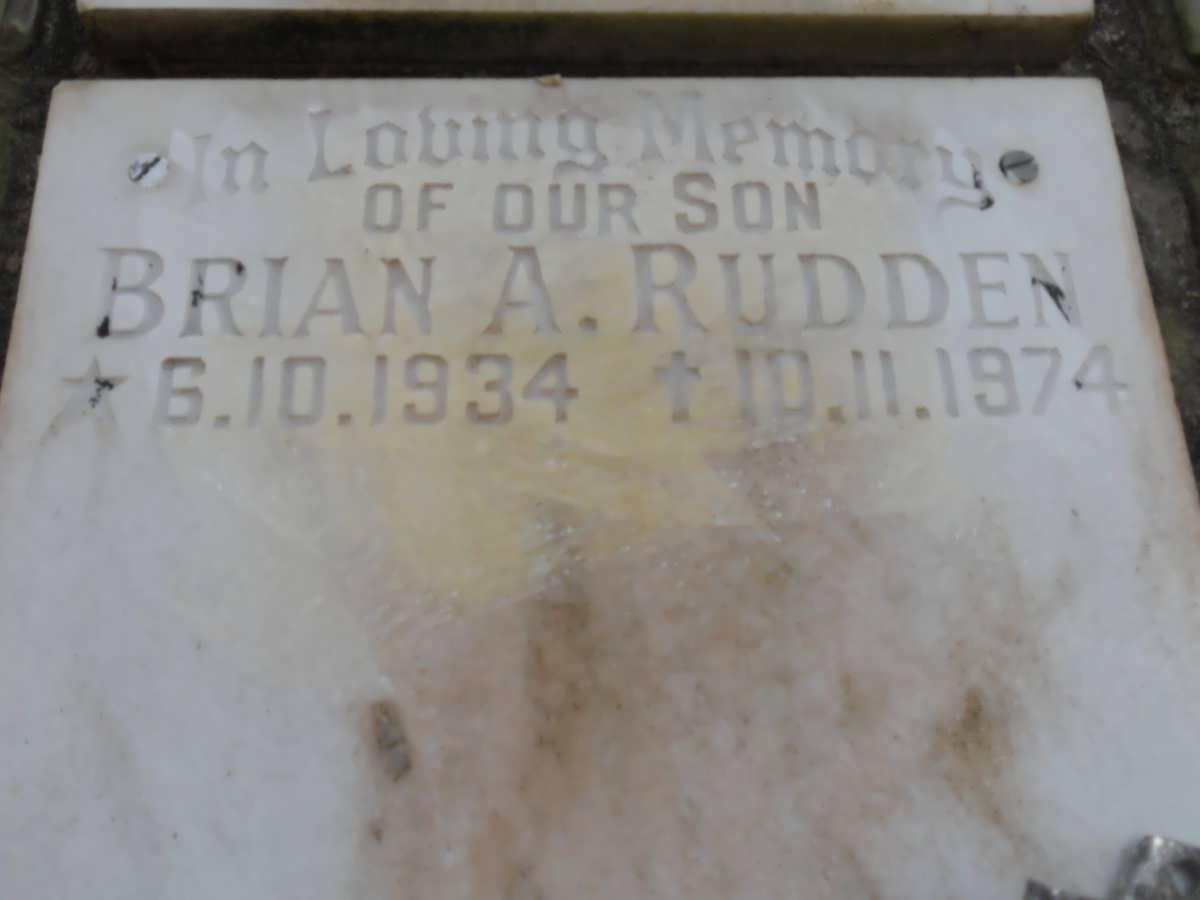 In Loving Memory
OF OUR SON
BRIAN A. RUDDEN
☆ 6.10.1934 ✝ 10.11.1974